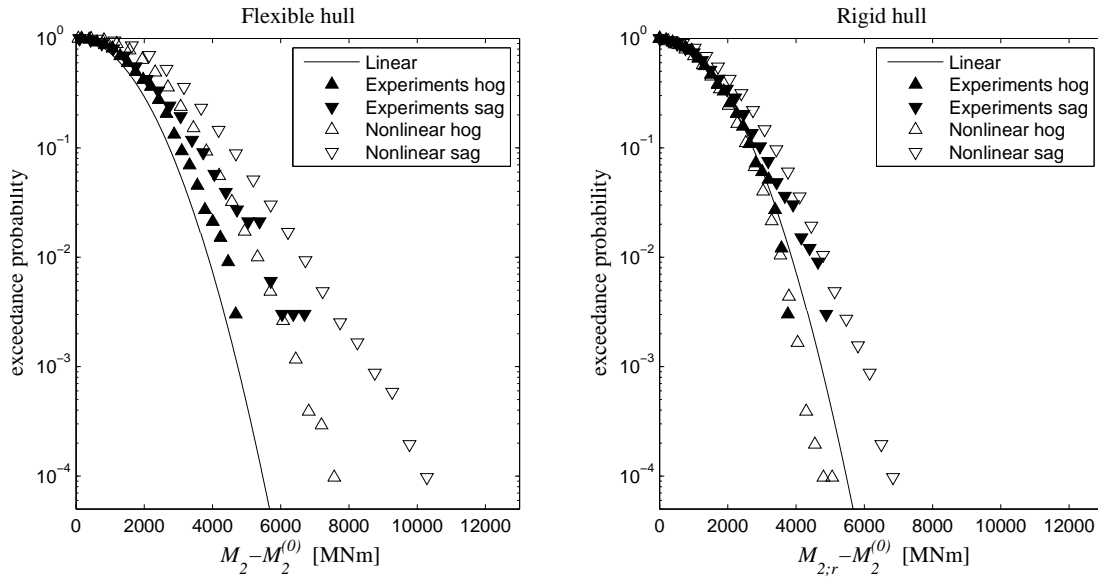 Flexible hull
10^0
10^-1
10^-2
10^-3
10^-4
exceedance probability
0 2000 4000 6000 8000 10000 12000
M_2−M_2^(0) [MNm]
Linear
Experiments hog
Experiments sag
Nonlinear hog
Nonlinear sag
Rigid hull
10^0
10^-1
10^-2
10^-3
10^-4
exceedance probability
0 2000 4000 6000 8000 10000 12000
M_2;r−M_2^(0) [MNm]
Linear
Experiments hog
Experiments sag
Nonlinear hog
Nonlinear sag